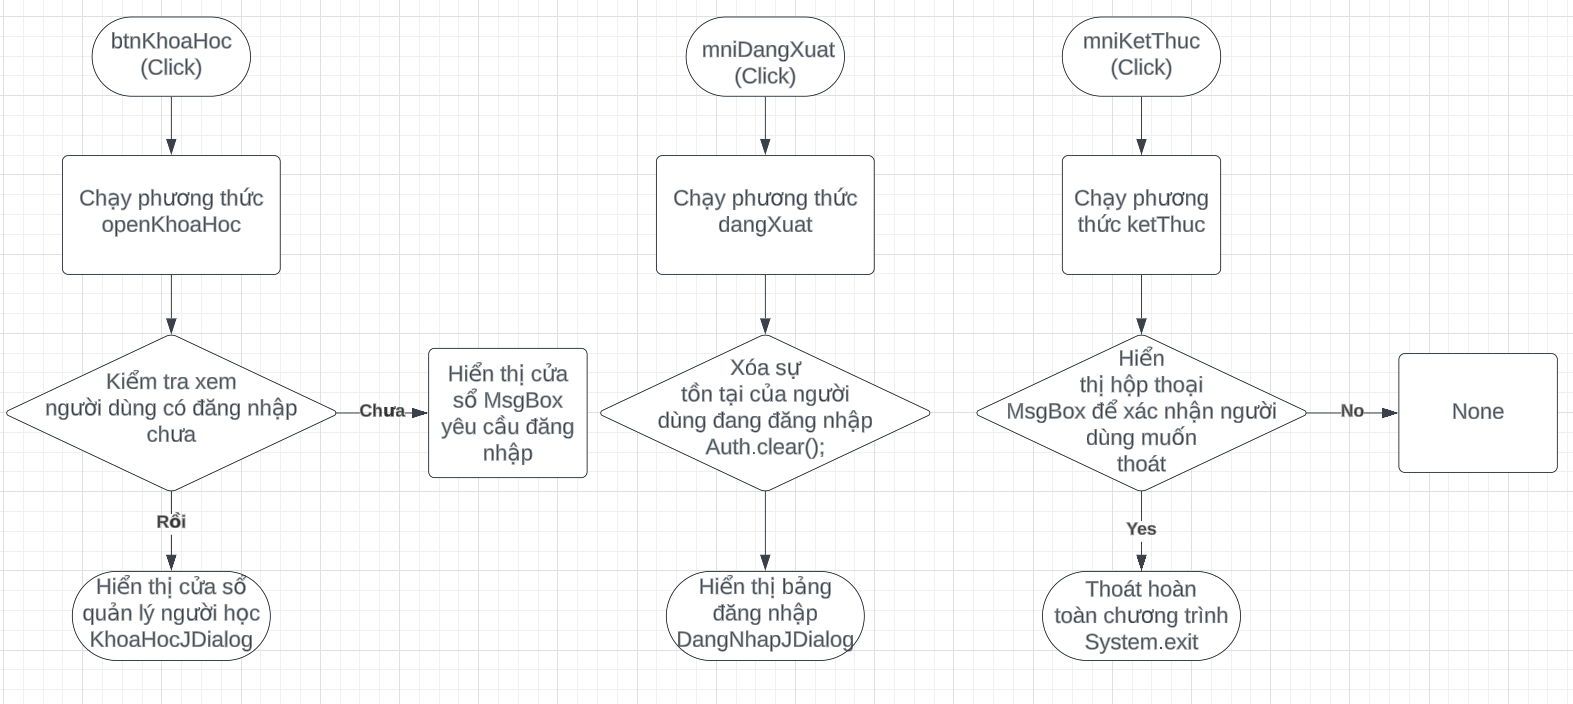 btnKhoaHoc
(Click)
Chạy phương thức
openKhoaHoc
Kiểm tra xem
người dùng có đăng nhập
chưa
Chưa
Hiển thị cửa
sổ MsgBox
yêu cầu đăng
nhập
Rồi
Hiển thị cửa sổ
quản lý người học
KhoaHocJDialog
mniDangXuat
(Click)
Chạy phương thức
dangXuat
Xóa sự
tồn tại của người
dùng đang đăng nhập
Auth.clear();
Hiển thị bảng
đăng nhập
DangNhapJDialog
mniKetThuc
(Click)
Chạy phương
thức ketThuc
Hiển
thị hộp thoại
MsgBox để xác nhận người
dùng muốn
thoát
No
None
Yes
Thoát hoàn
toàn chương trình
System.exit